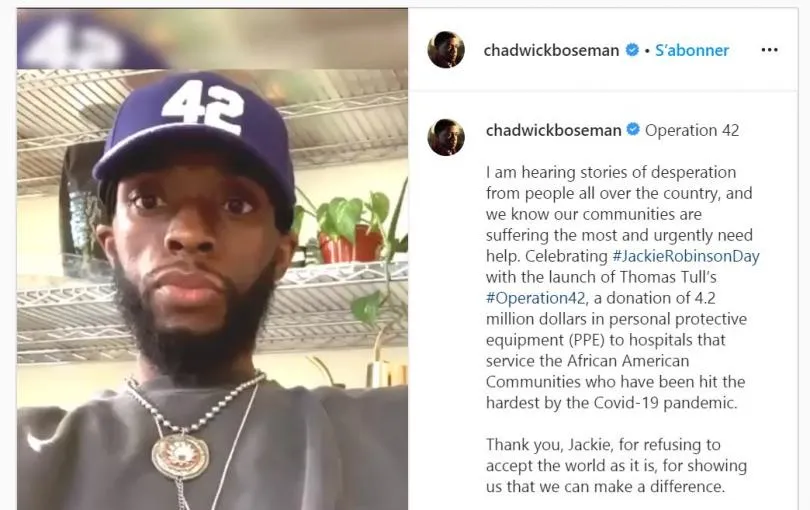 42
42
chadwickboseman • S'abonner •••
chadwickboseman Operation 42
I am hearing stories of desperation
from people all over the country, and
we know our communities are
suffering the most and urgently need
help. Celebrating #JackieRobinsonDay
with the launch of Thomas Tull's
#Operation42, a donation of 4.2
million dollars in personal protective
equipment (PPE) to hospitals that
service the African American
Communities who have been hit the
hardest by the Covid-19 pandemic.
Thank you, Jackie, for refusing to
accept the world as it is, for showing
us that we can make a difference.